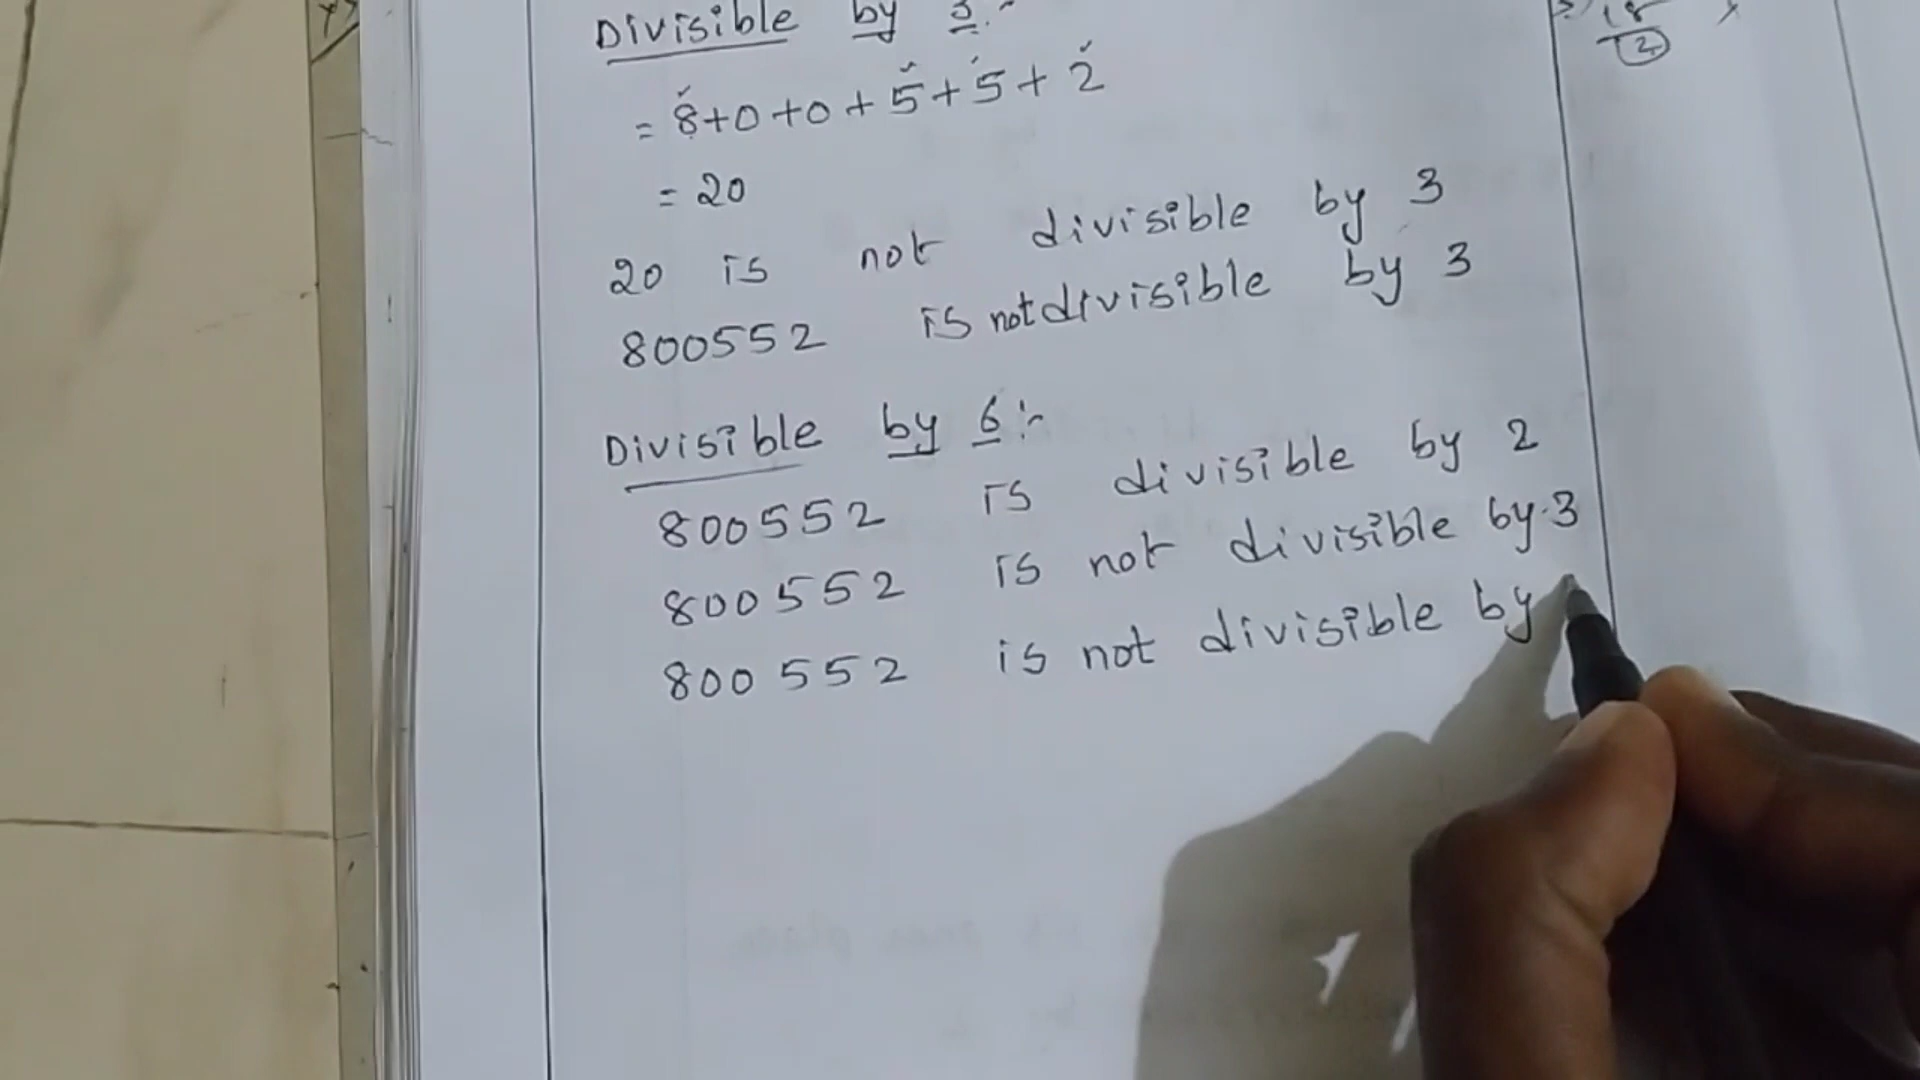 Divisible by 3:-
= 8+0+0+5+5+2
= 20
20 is not divisible by 3
800552 is not divisible by 3
Divisible by 6:-
800552 is divisible by 2
800552 is not divisible by 3
800552 is not divisible by
18
2